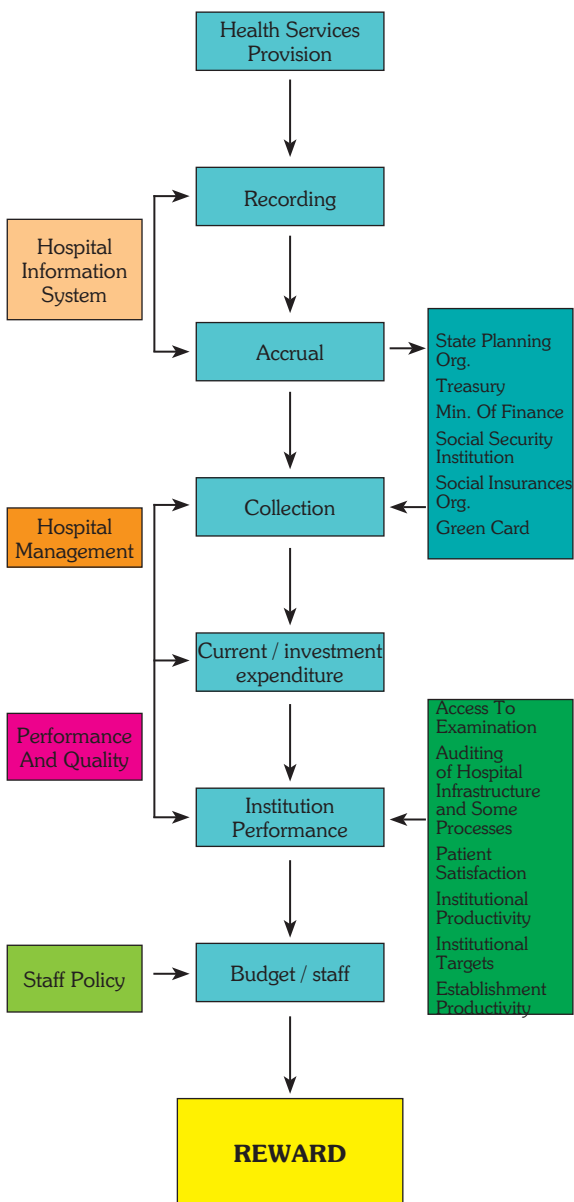 Health Services
Provision
Recording
Hospital
Information
System
Accrual
State Planning
Org.
Treasury
Min. Of Finance
Social Security
Institution
Social Insurances
Org.
Green Card
Collection
Hospital
Management
Current / investment
expenditure
Performance
And Quality
Institution
Performance
Access To
Examination
Auditing
of Hospital
Infrastructure
and Some
Processes
Patient
Satisfaction
Institutional
Productivity
Institutional
Targets
Establishment
Productivity
Staff Policy
Budget / staff
REWARD